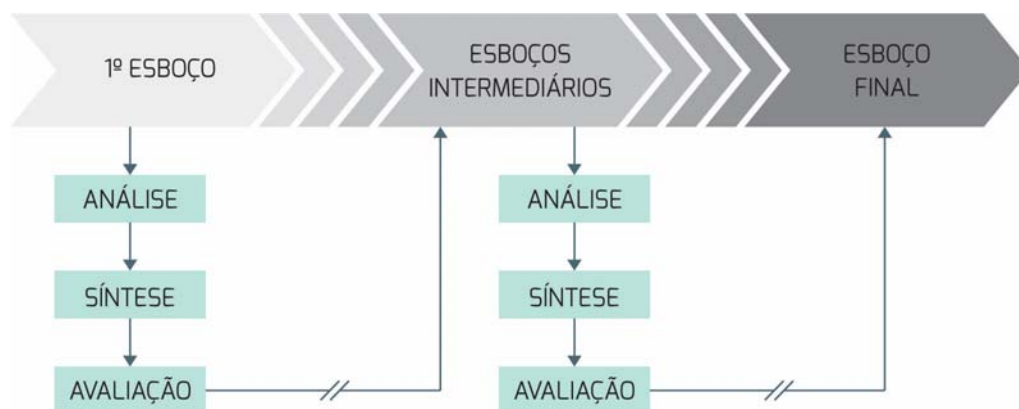 1º ESBOÇO
ESBOÇOS
INTERMEDIÁRIOS
ESBOÇO
FINAL
ANÁLISE
SÍNTESE
AVALIAÇÃO
ANÁLISE
SÍNTESE
AVALIAÇÃO